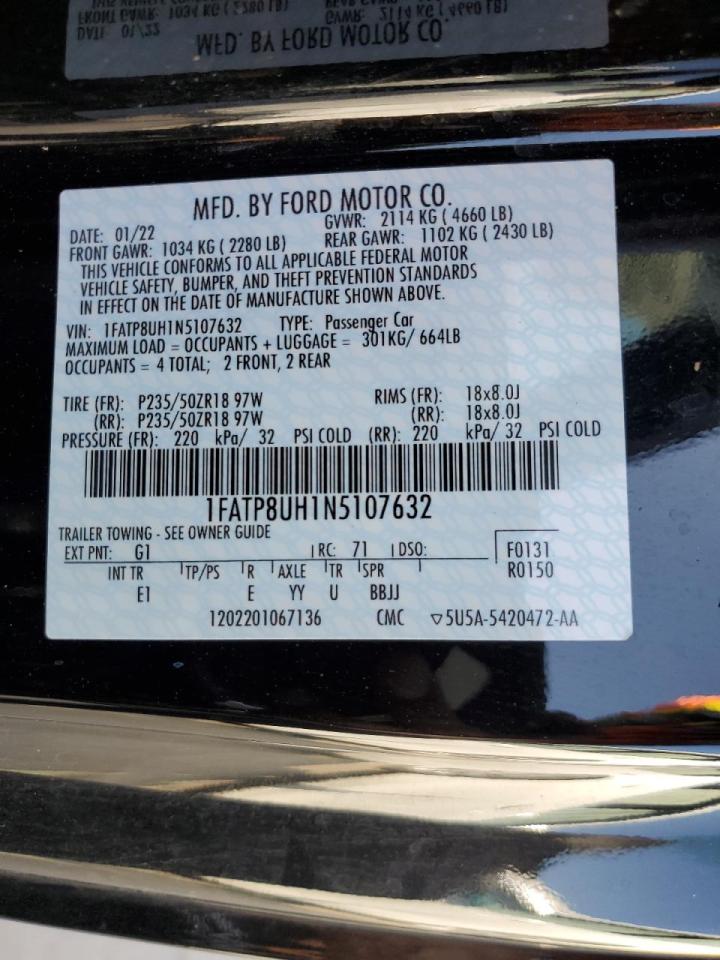 MFD. BY FORD MOTOR CO.
DATE: 01/22 GVWR: 2114 KG ( 4660 LB)
FRONT GAWR: 1034 KG ( 2280 LB) REAR GAWR: 1102 KG ( 2430 LB)
THIS VEHICLE CONFORMS TO ALL APPLICABLE FEDERAL MOTOR
VEHICLE SAFETY, BUMPER, AND THEFT PREVENTION STANDARDS
IN EFFECT ON THE DATE OF MANUFACTURE SHOWN ABOVE.
VIN: 1FATP8UH1N5107632 TYPE: Passenger Car
MAXIMUM LOAD = OCCUPANTS + LUGGAGE = 301KG/ 664LB
OCCUPANTS = 4 TOTAL; 2 FRONT, 2 REAR
TIRE (FR): P235/50ZR18 97W RIMS (FR): 18x8.0J
(RR): P235/50ZR18 97W (RR): 18x8.0J
PRESSURE (FR): 220 kPa/ 32 PSI COLD (RR): 220 kPa/ 32 PSI COLD
1FATP8UH1N5107632
TRAILER TOWING - SEE OWNER GUIDE
EXT PNT: G1 RC: 71 DSO: F0131
INT TR TP/PS R AXLE TR SPR R0150
E1 E YY U BBJJ
1202201067136 CMC ▽5U5A-5420472-AA